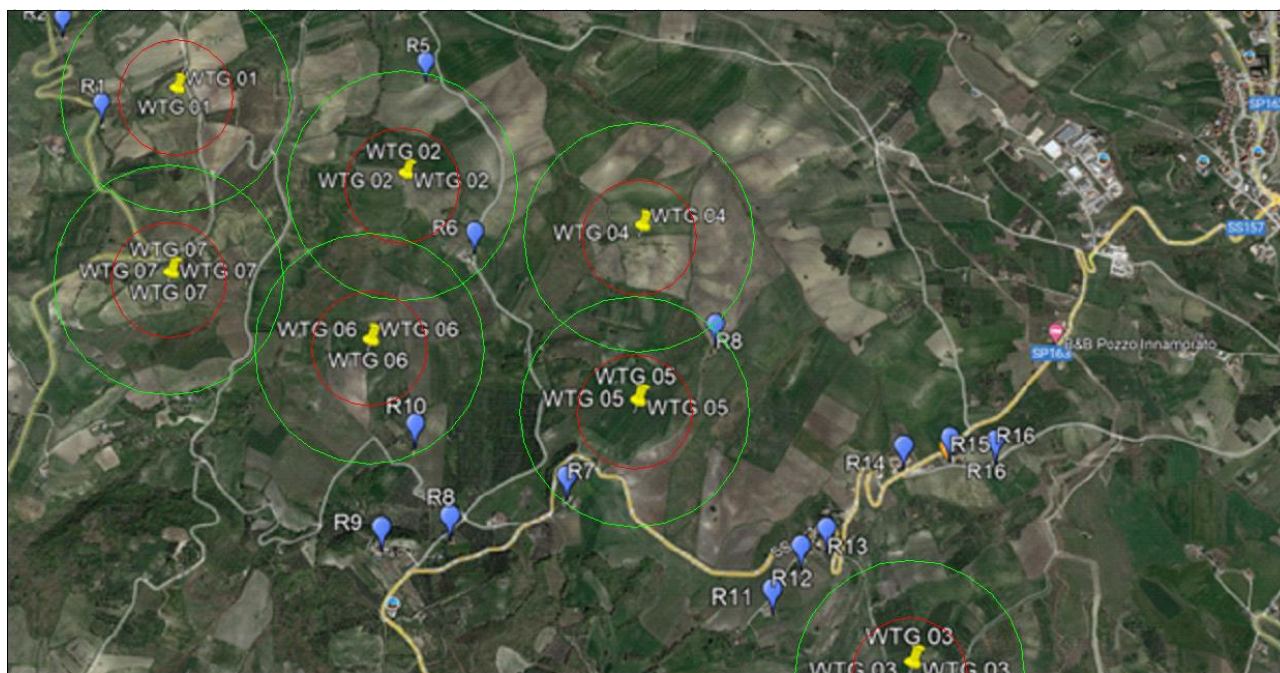 R2
R5
WTG 01
R1
WTG 01
SP163
WTG 02
WTG 02 WTG 02
WTG 04
SS157
R6
WTG 04
WTG 07
WTG 07 WTG 07
WTG 07
WTG 06 WTG 06
R8
B&B Pozzo Innamorato
SP163
WTG 06
WTG 05
WTG 05
WTG 05
R10
R16
R15
R14
R16
R7
R8
R9
R13
R12
R11
WTG 03
WTG 03 WTG 03